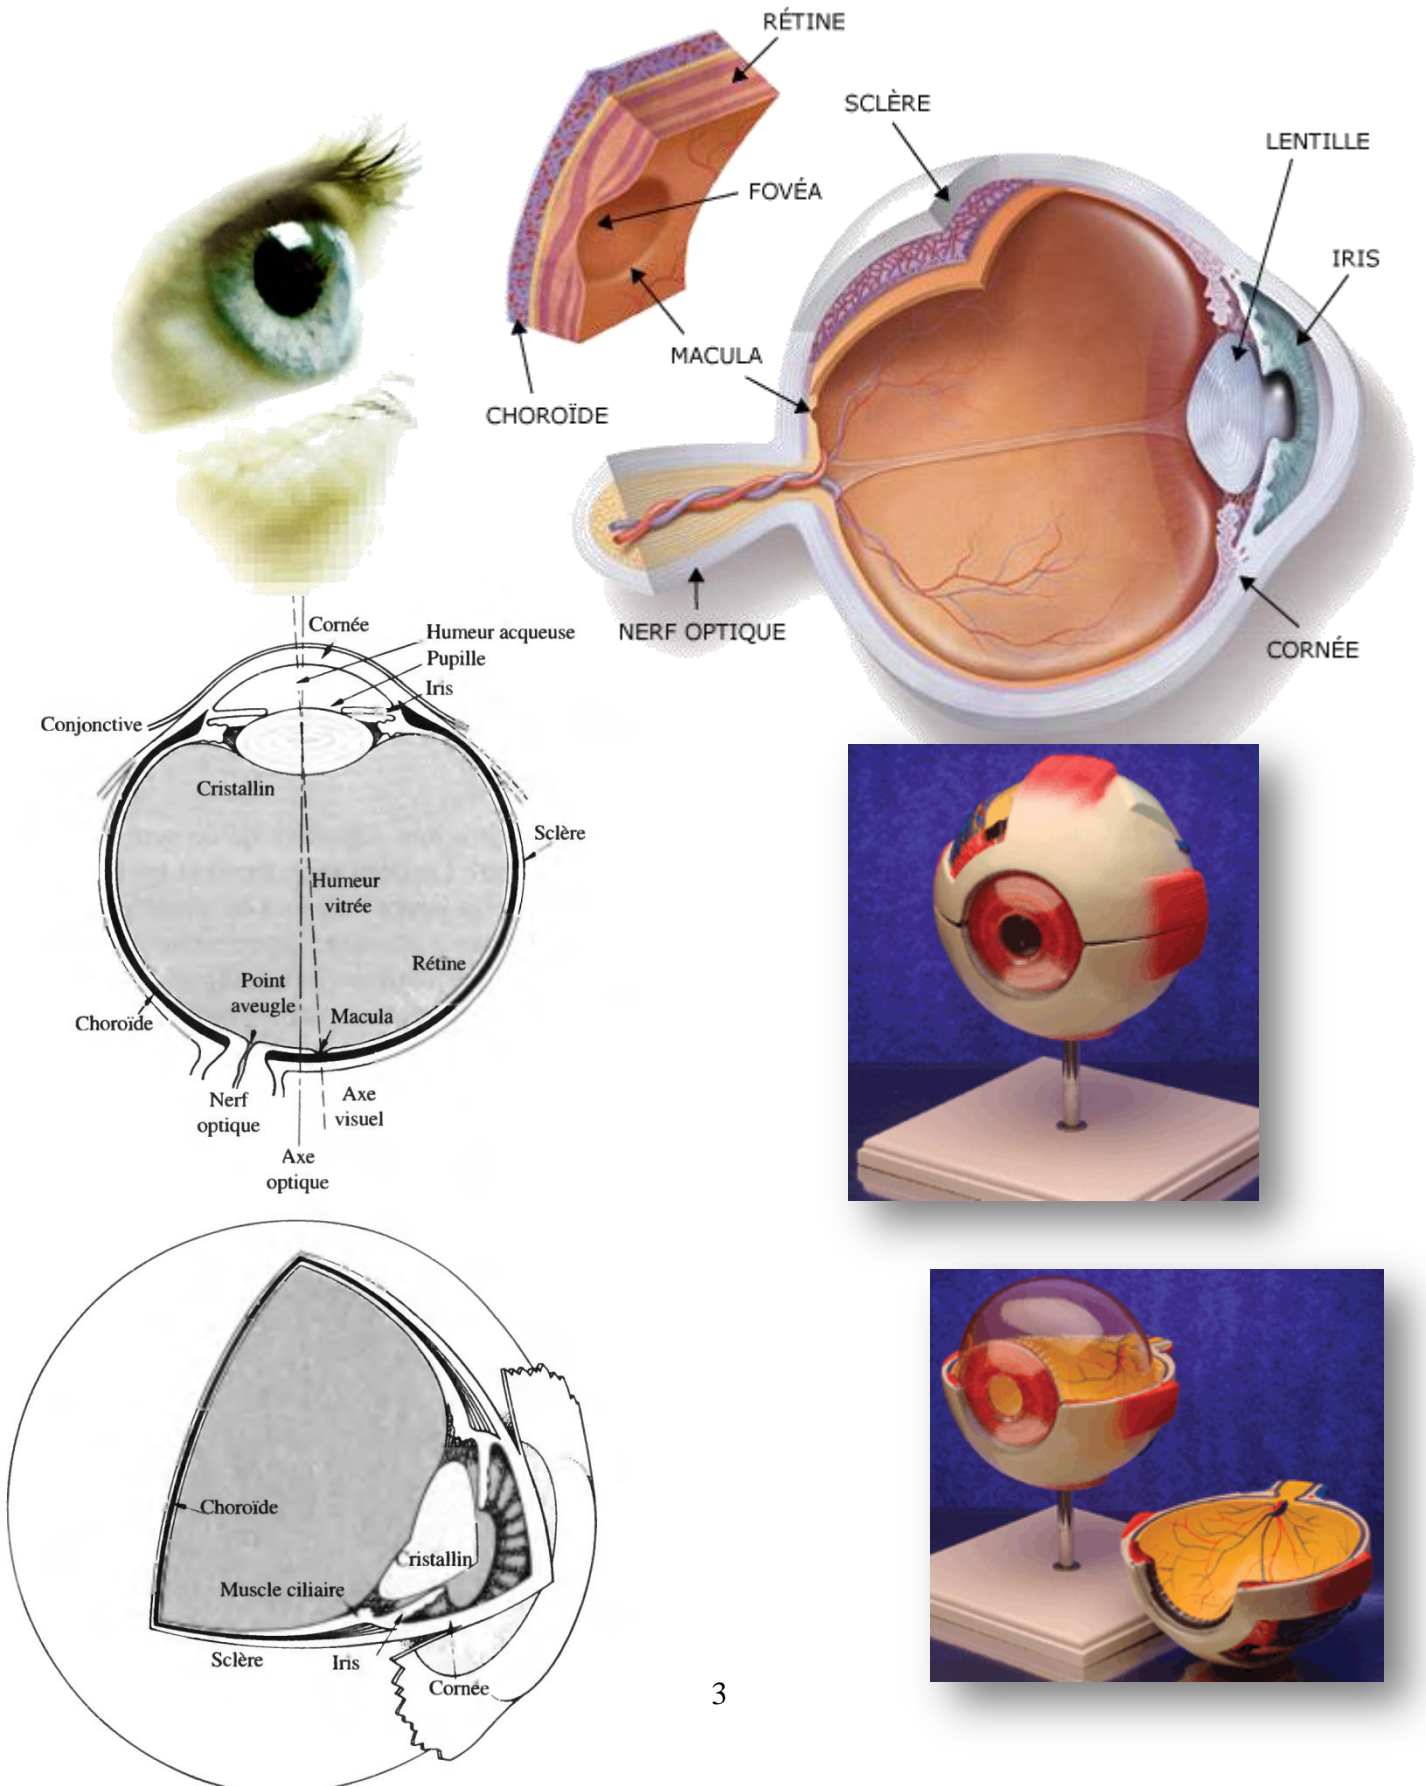 RÉTINE
SCLÈRE
LENTILLE
FOVÉA
IRIS
MACULA
CHOROÏDE
NERF OPTIQUE
CORNÉE
Cornée
Humeur acqueuse
Pupille
Iris
Conjonctive
Cristallin
Sclère
Humeur
vitrée
Rétine
Point
aveugle
Macula
Choroïde
Nerf
optique
Axe
visuel
Axe
optique
Choroïde
Cristallin
Muscle ciliaire
Sclère
Iris
Cornée
3